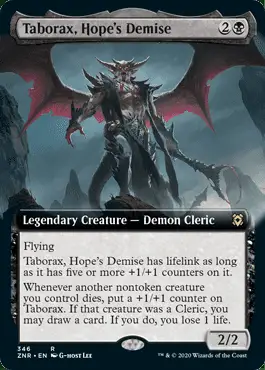 Taborax, Hope's Demise 2
Legendary Creature — Demon Cleric
Flying
Taborax, Hope's Demise has lifelink as long
as it has five or more +1/+1 counters on it.
Whenever another nontoken creature
you control dies, put a +1/+1 counter on
Taborax. If that creature was a Cleric, you
may draw a card. If you do, you lose 1 life.
2/2
346 R
ZNR • EN G-host Lee
™ & © 2020 Wizards of the Coast